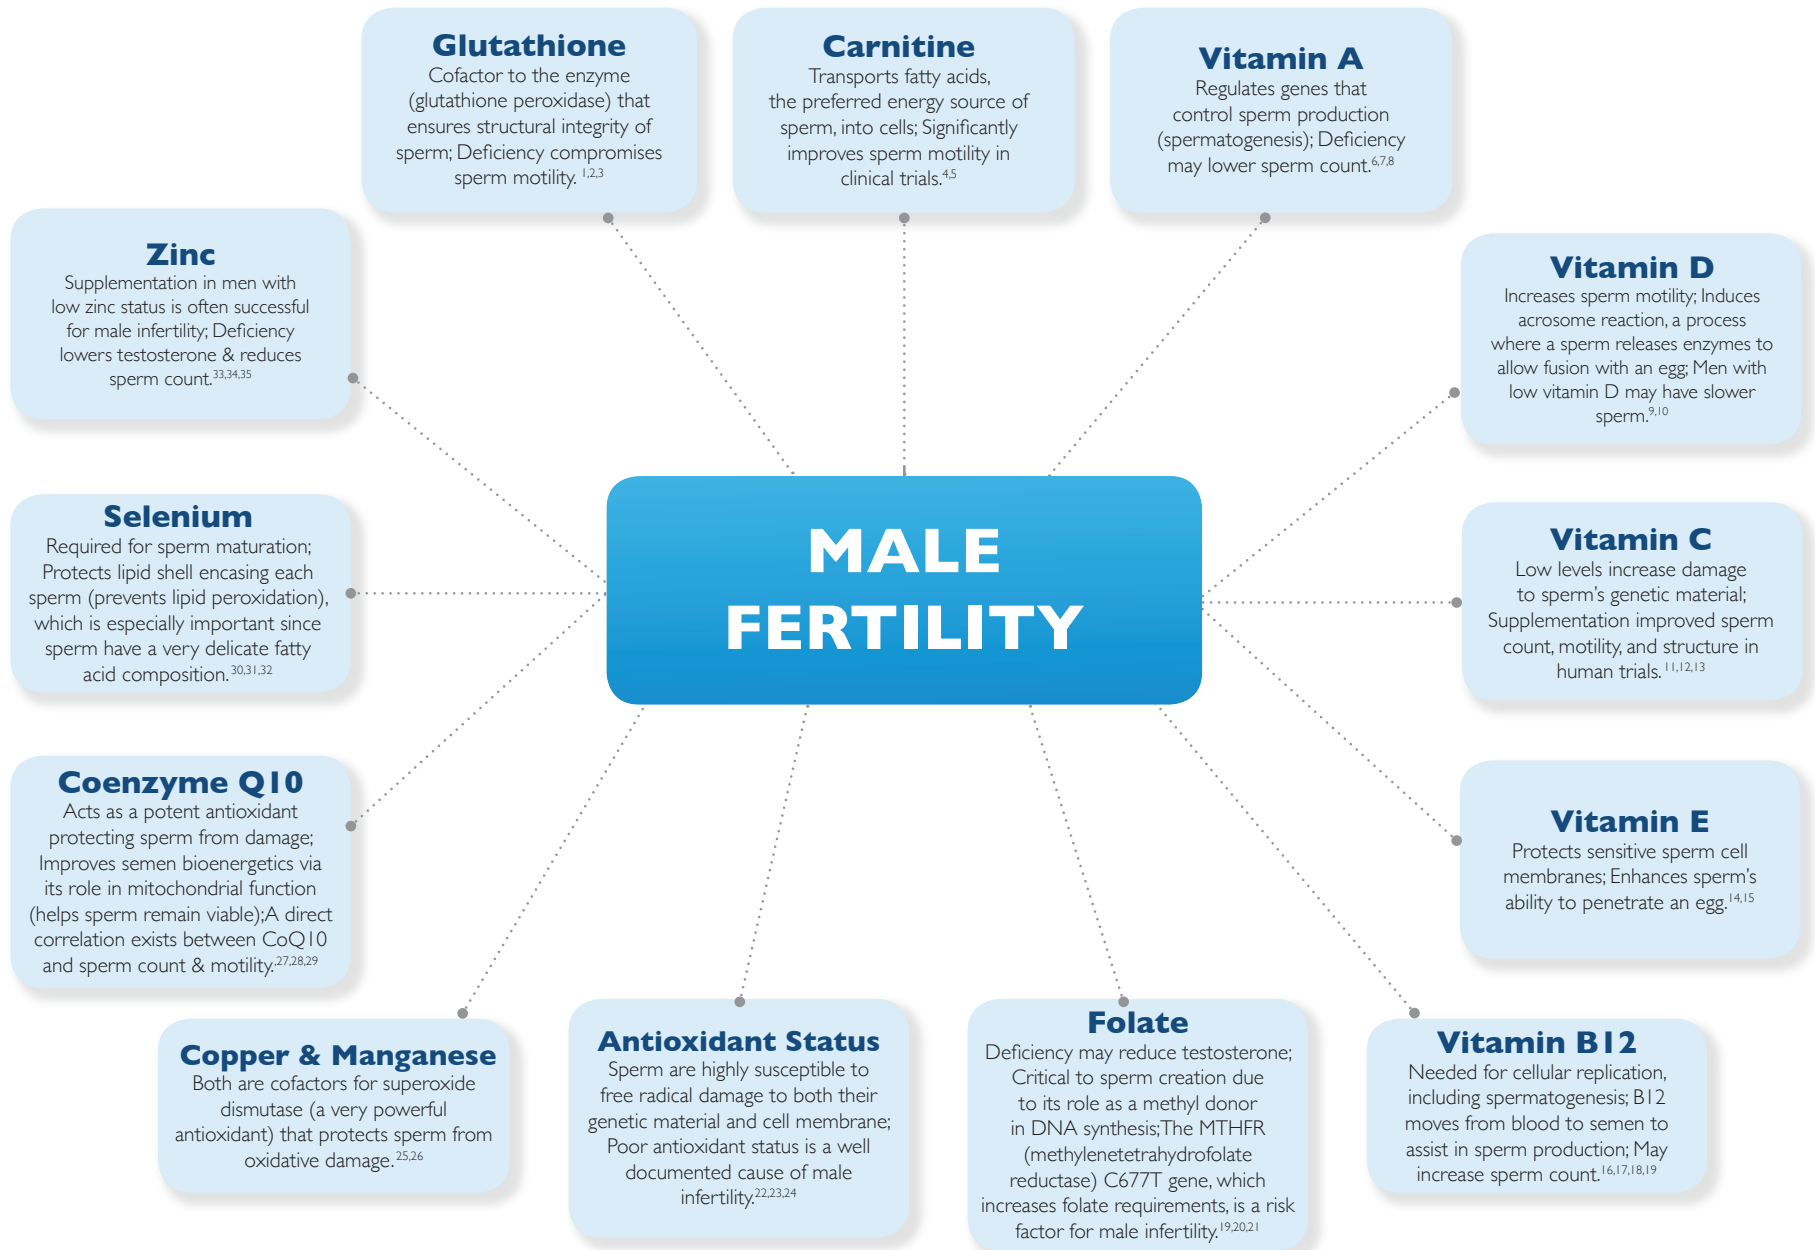 Glutathione
Cofactor to the enzyme
(glutathione peroxidase) that
ensures structural integrity of
sperm; Deficiency compromises
sperm motility. 1,2,3
Carnitine
Transports fatty acids,
the preferred energy source of
sperm, into cells; Significantly
improves sperm motility in
clinical trials.4,5
Vitamin A
Regulates genes that
control sperm production
(spermatogenesis); Deficiency
may lower sperm count.6,7,8
Zinc
Supplementation in men with
low zinc status is often successful
for male infertility; Deficiency
lowers testosterone & reduces
sperm count.33,34,35
Vitamin D
Increases sperm motility; Induces
acrosome reaction, a process
where a sperm releases enzymes to
allow fusion with an egg; Men with
low vitamin D may have slower
sperm.9,10
Selenium
Required for sperm maturation;
Protects lipid shell encasing each
sperm (prevents lipid peroxidation),
which is especially important since
sperm have a very delicate fatty
acid composition.30,31,32
MALE
FERTILITY
Vitamin C
Low levels increase damage
to sperm's genetic material;
Supplementation improved sperm
count, motility, and structure in
human trials. 11,12,13
Coenzyme Q10
Acts as a potent antioxidant
protecting sperm from damage;
Improves semen bioenergetics via
its role in mitochondrial function
(helps sperm remain viable);A direct
correlation exists between CoQ10
and sperm count & motility.27,28,29
Vitamin E
Protects sensitive sperm cell
membranes; Enhances sperm's
ability to penetrate an egg.14,15
Copper & Manganese
Both are cofactors for superoxide
dismutase (a very powerful
antioxidant) that protects sperm from
oxidative damage.25,26
Antioxidant Status
Sperm are highly susceptible to
free radical damage to both their
genetic material and cell membrane;
Poor antioxidant status is a well
documented cause of male
infertility.22,23,24
Folate
Deficiency may reduce testosterone;
Critical to sperm creation due
to its role as a methyl donor
in DNA synthesis;The MTHFR
(methylenetetrahydrofolate
reductase) C677T gene, which
increases folate requirements, is a risk
factor for male infertility.19,20,21
Vitamin B12
Needed for cellular replication,
including spermatogenesis; B12
moves from blood to semen to
assist in sperm production; May
increase sperm count.16,17,18,19